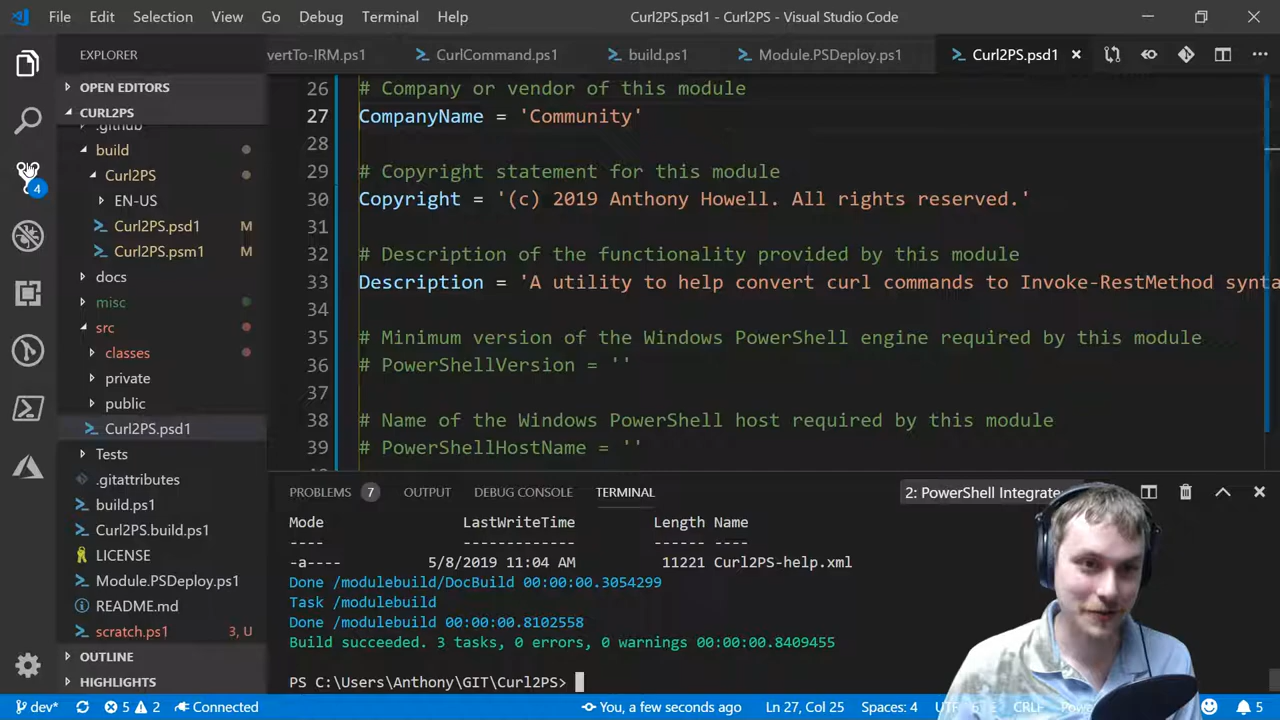 File Edit Selection View Go Debug Terminal Help Curl2PS.psd1 - Curl2PS - Visual Studio Code
EXPLORER
vertTo-IRM.ps1 CurlCommand.ps1 build.ps1 Module.PSDeploy.ps1 Curl2PS.psd1
OPEN EDITORS
CURL2PS
.github
build
Curl2PS
EN-US
Curl2PS.psd1 M
Curl2PS.psm1 M
docs
misc
src
classes
private
public
Curl2PS.psd1
Tests
.gitattributes
build.ps1
Curl2PS.build.ps1
LICENSE
Module.PSDeploy.ps1
README.md
scratch.ps1 3, U
OUTLINE
HIGHLIGHTS
4
26 # Company or vendor of this module
27 CompanyName = 'Community'
28
29 # Copyright statement for this module
30 Copyright = '(c) 2019 Anthony Howell. All rights reserved.'
31
32 # Description of the functionality provided by this module
33 Description = 'A utility to help convert curl commands to Invoke-RestMethod synta
34
35 # Minimum version of the Windows PowerShell engine required by this module
36 # PowerShellVersion = ''
37
38 # Name of the Windows PowerShell host required by this module
39 # PowerShellHostName = ''
PROBLEMS 7 OUTPUT DEBUG CONSOLE TERMINAL 2: PowerShell Integrate
Mode LastWriteTime Length Name
---- ------------- ------ ----
-a---- 5/8/2019 11:04 AM 11221 Curl2PS-help.xml
Done /modulebuild/DocBuild 00:00:00.3054299
Task /modulebuild
Done /modulebuild 00:00:00.8102558
Build succeeded. 3 tasks, 0 errors, 0 warnings 00:00:00.8409455
PS C:\Users\Anthony\GIT\Curl2PS>
dev* 5 2 Connected You, a few seconds ago Ln 27, Col 25 Spaces: 4 CRLF 5